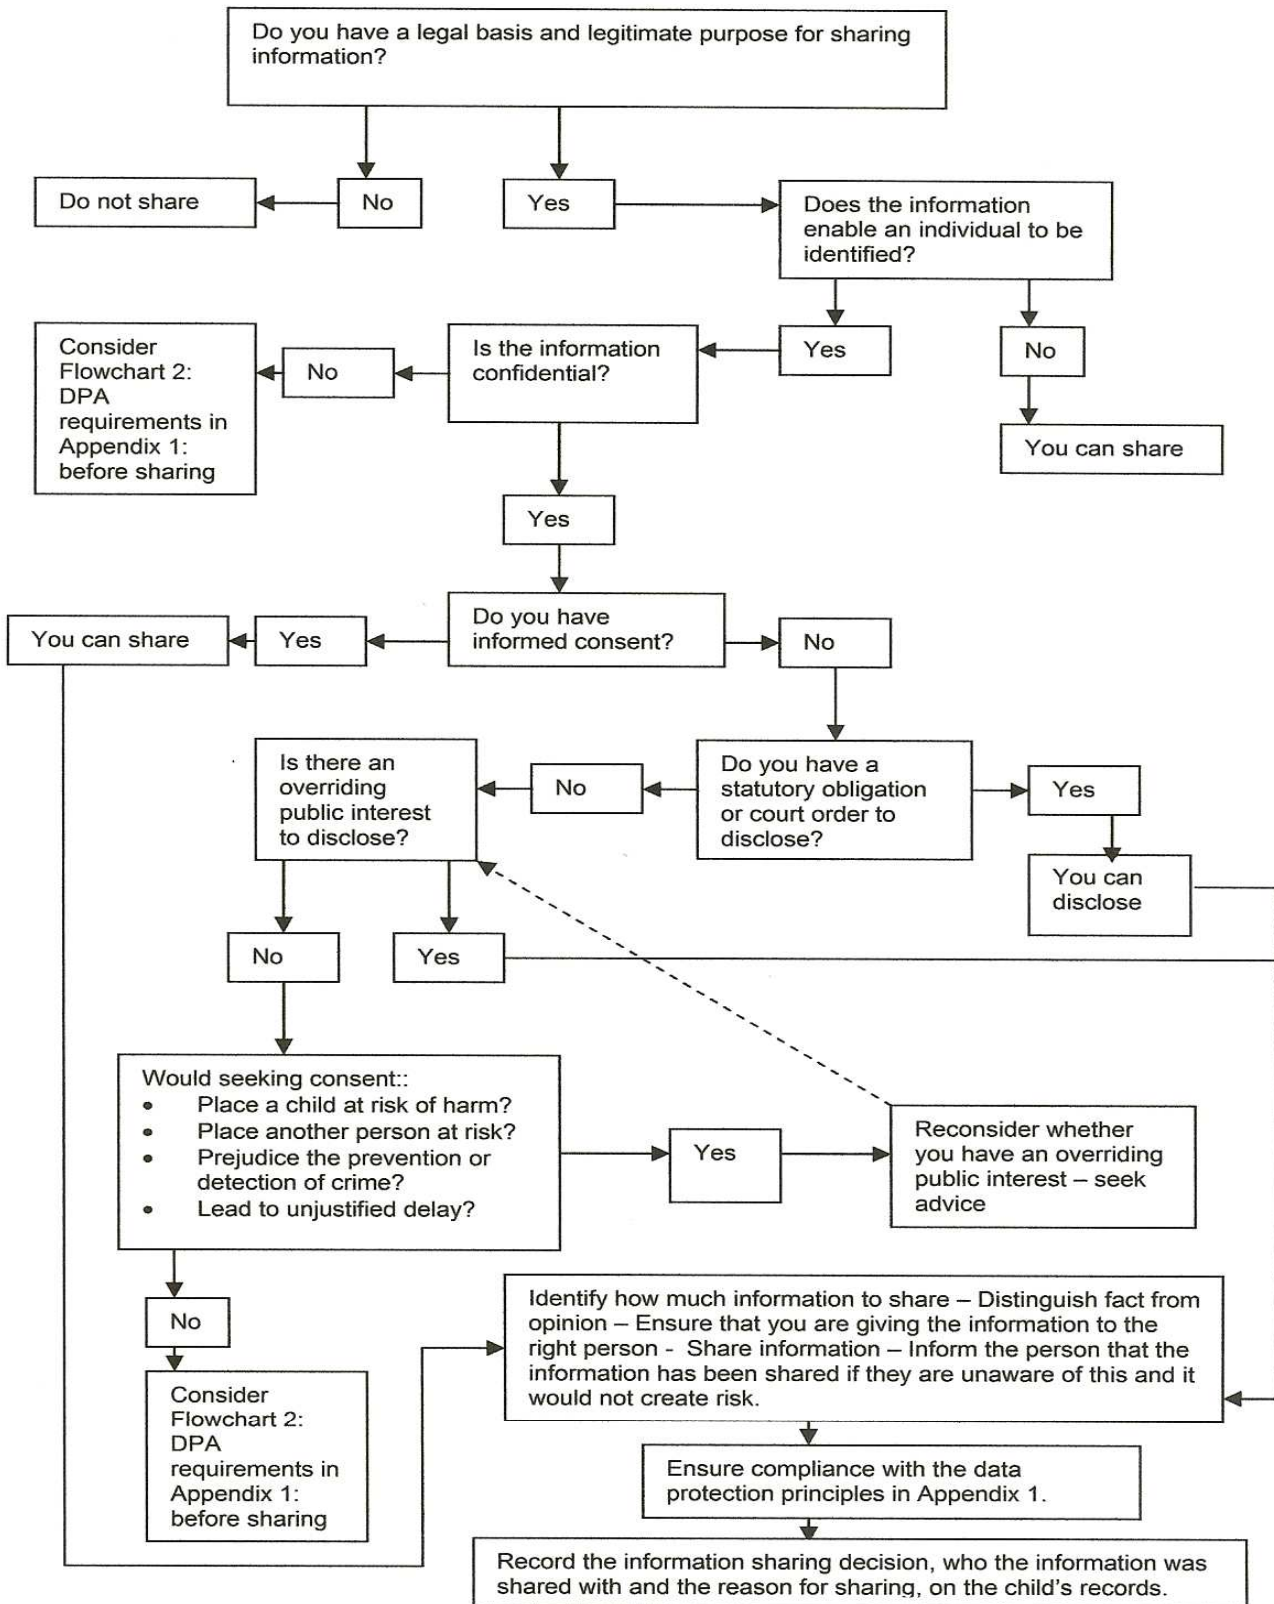 Do you have a legal basis and legitimate purpose for sharing
information?
Do not share
No
Yes
Does the information
enable an individual to be
identified?
Consider
Flowchart 2:
DPA
requirements in
Appendix 1:
before sharing
No
Is the information
confidential?
Yes
No
You can share
Yes
You can share
Yes
Do you have
informed consent?
No
Is there an
overriding
public interest
to disclose?
No
Do you have a
statutory obligation
or court order to
disclose?
Yes
You can
disclose
No
Yes
Would seeking consent::
• Place a child at risk of harm?
• Place another person at risk?
• Prejudice the prevention or
detection of crime?
• Lead to unjustified delay?
Yes
Reconsider whether
you have an overriding
public interest – seek
advice
No
Consider
Flowchart 2:
DPA
requirements in
Appendix 1:
before sharing
Identify how much information to share – Distinguish fact from
opinion – Ensure that you are giving the information to the
right person - Share information – Inform the person that the
information has been shared if they are unaware of this and it
would not create risk.
Ensure compliance with the data
protection principles in Appendix 1.
Record the information sharing decision, who the information was
shared with and the reason for sharing, on the child's records.